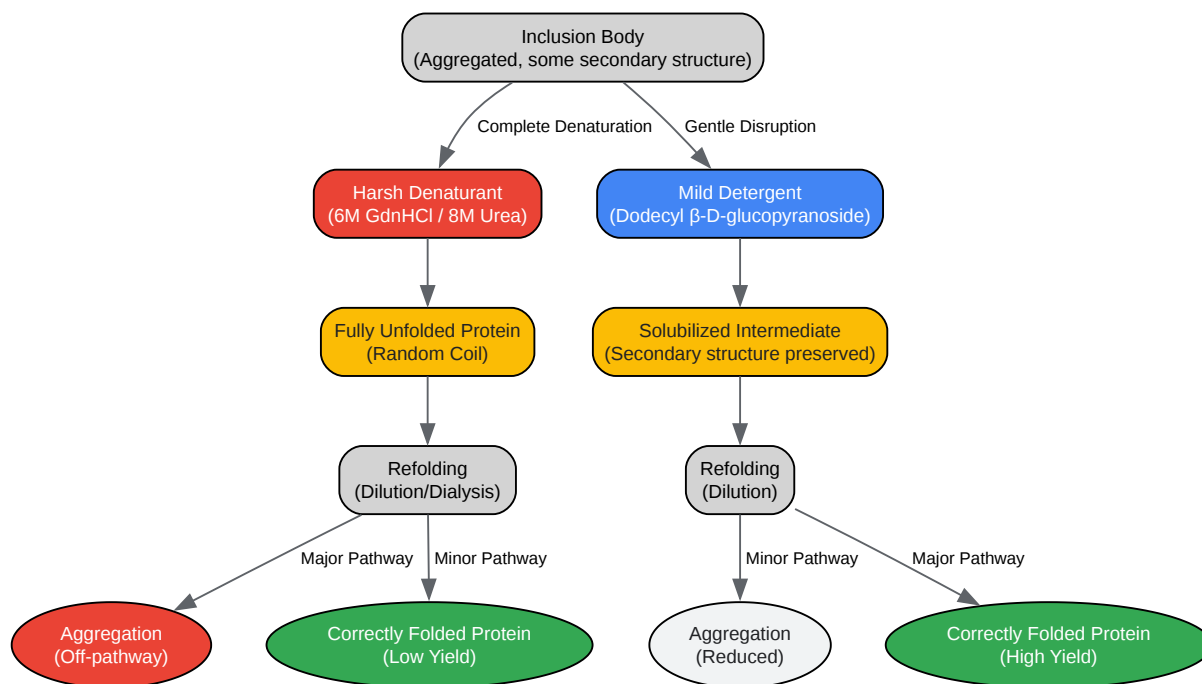 Inclusion Body
(Aggregated, some secondary structure)
Complete Denaturation
Gentle Disruption
Harsh Denaturant
(6M GdnHCl / 8M Urea)
Mild Detergent
(Dodecyl β-D-glucopyranoside)
Fully Unfolded Protein
(Random Coil)
Solubilized Intermediate
(Secondary structure preserved)
Refolding
(Dilution/Dialysis)
Refolding
(Dilution)
Major Pathway
Minor Pathway
Minor Pathway
Major Pathway
Aggregation
(Off-pathway)
Correctly Folded Protein
(Low Yield)
Aggregation
(Reduced)
Correctly Folded Protein
(High Yield)